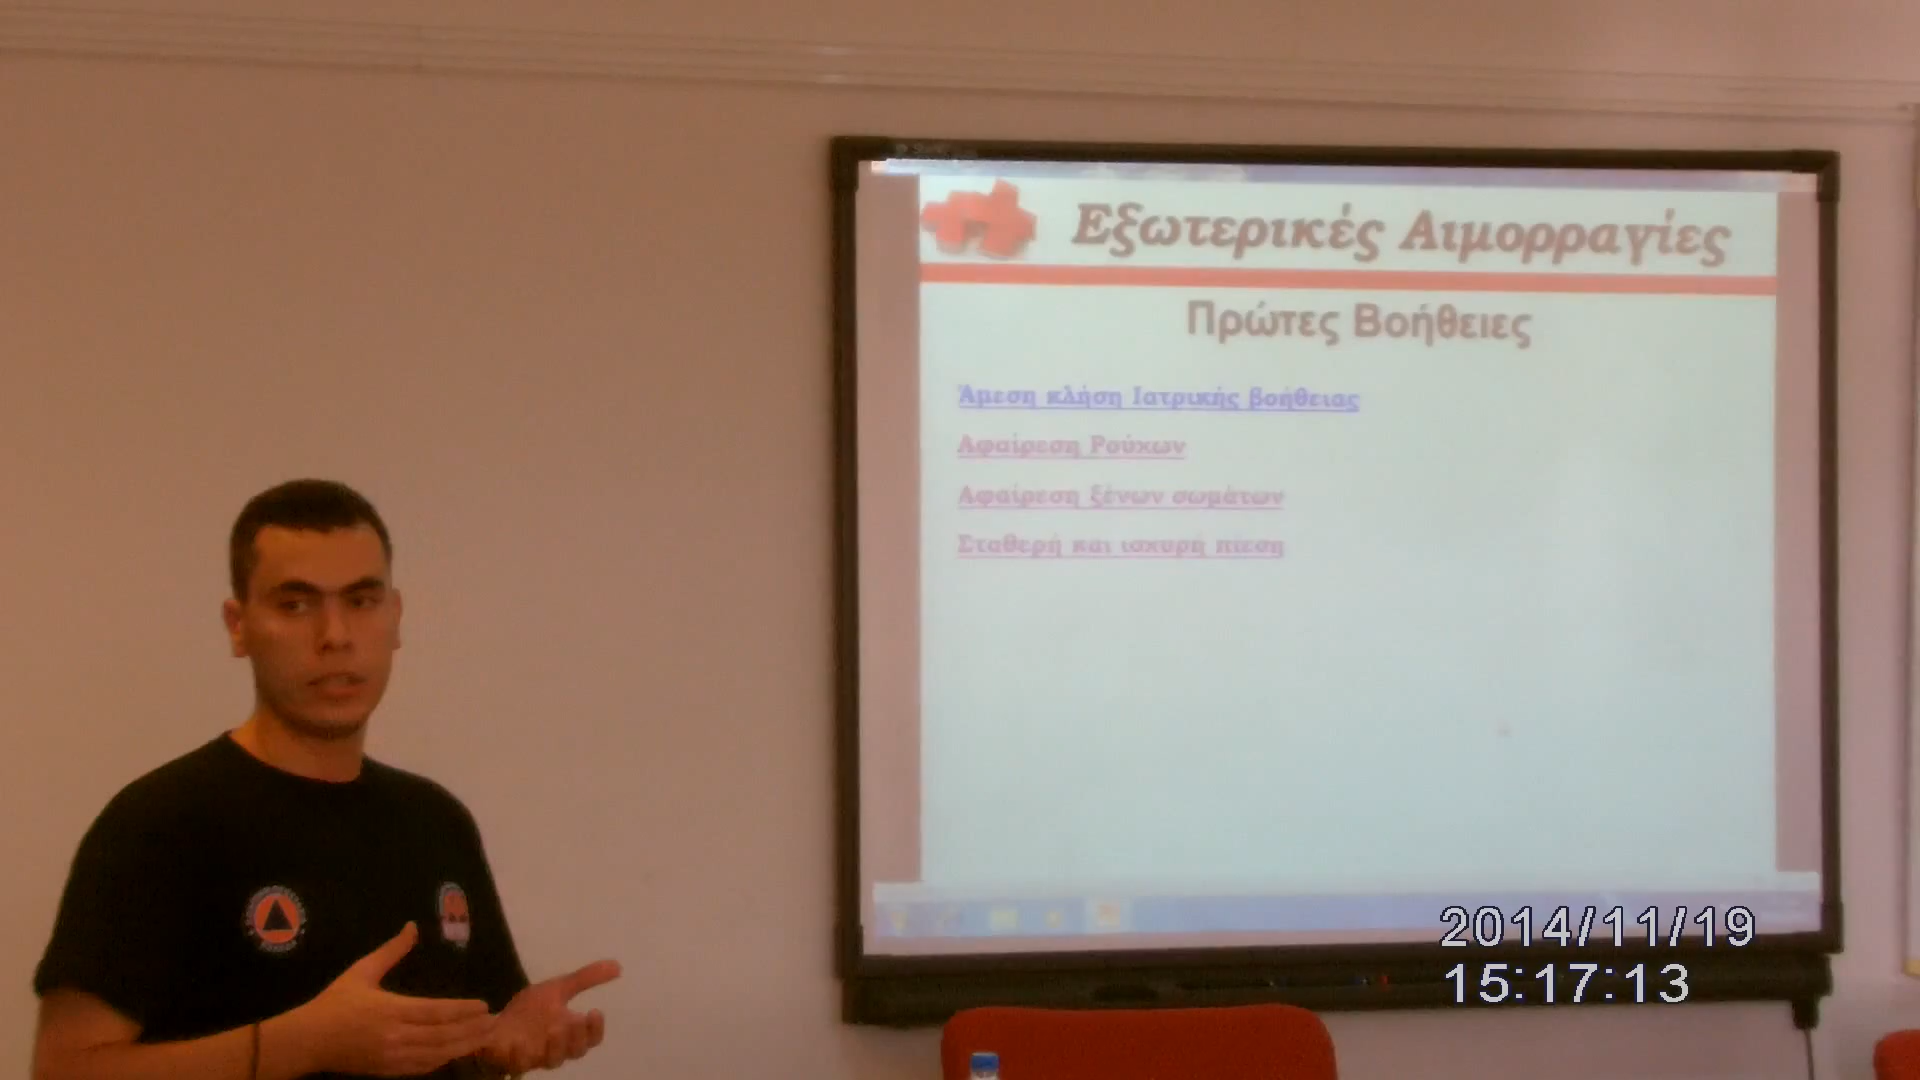 Εξωτερικές Αιμορραγίες
Πρώτες Βοήθειες
Άμεση κλήση Ιατρικής βοήθειας
Αφαίρεση Ρούχων
Αφαίρεση ξένων σωμάτων
Σταθερή και ισχυρή πίεση
2014/11/19
15:17:13